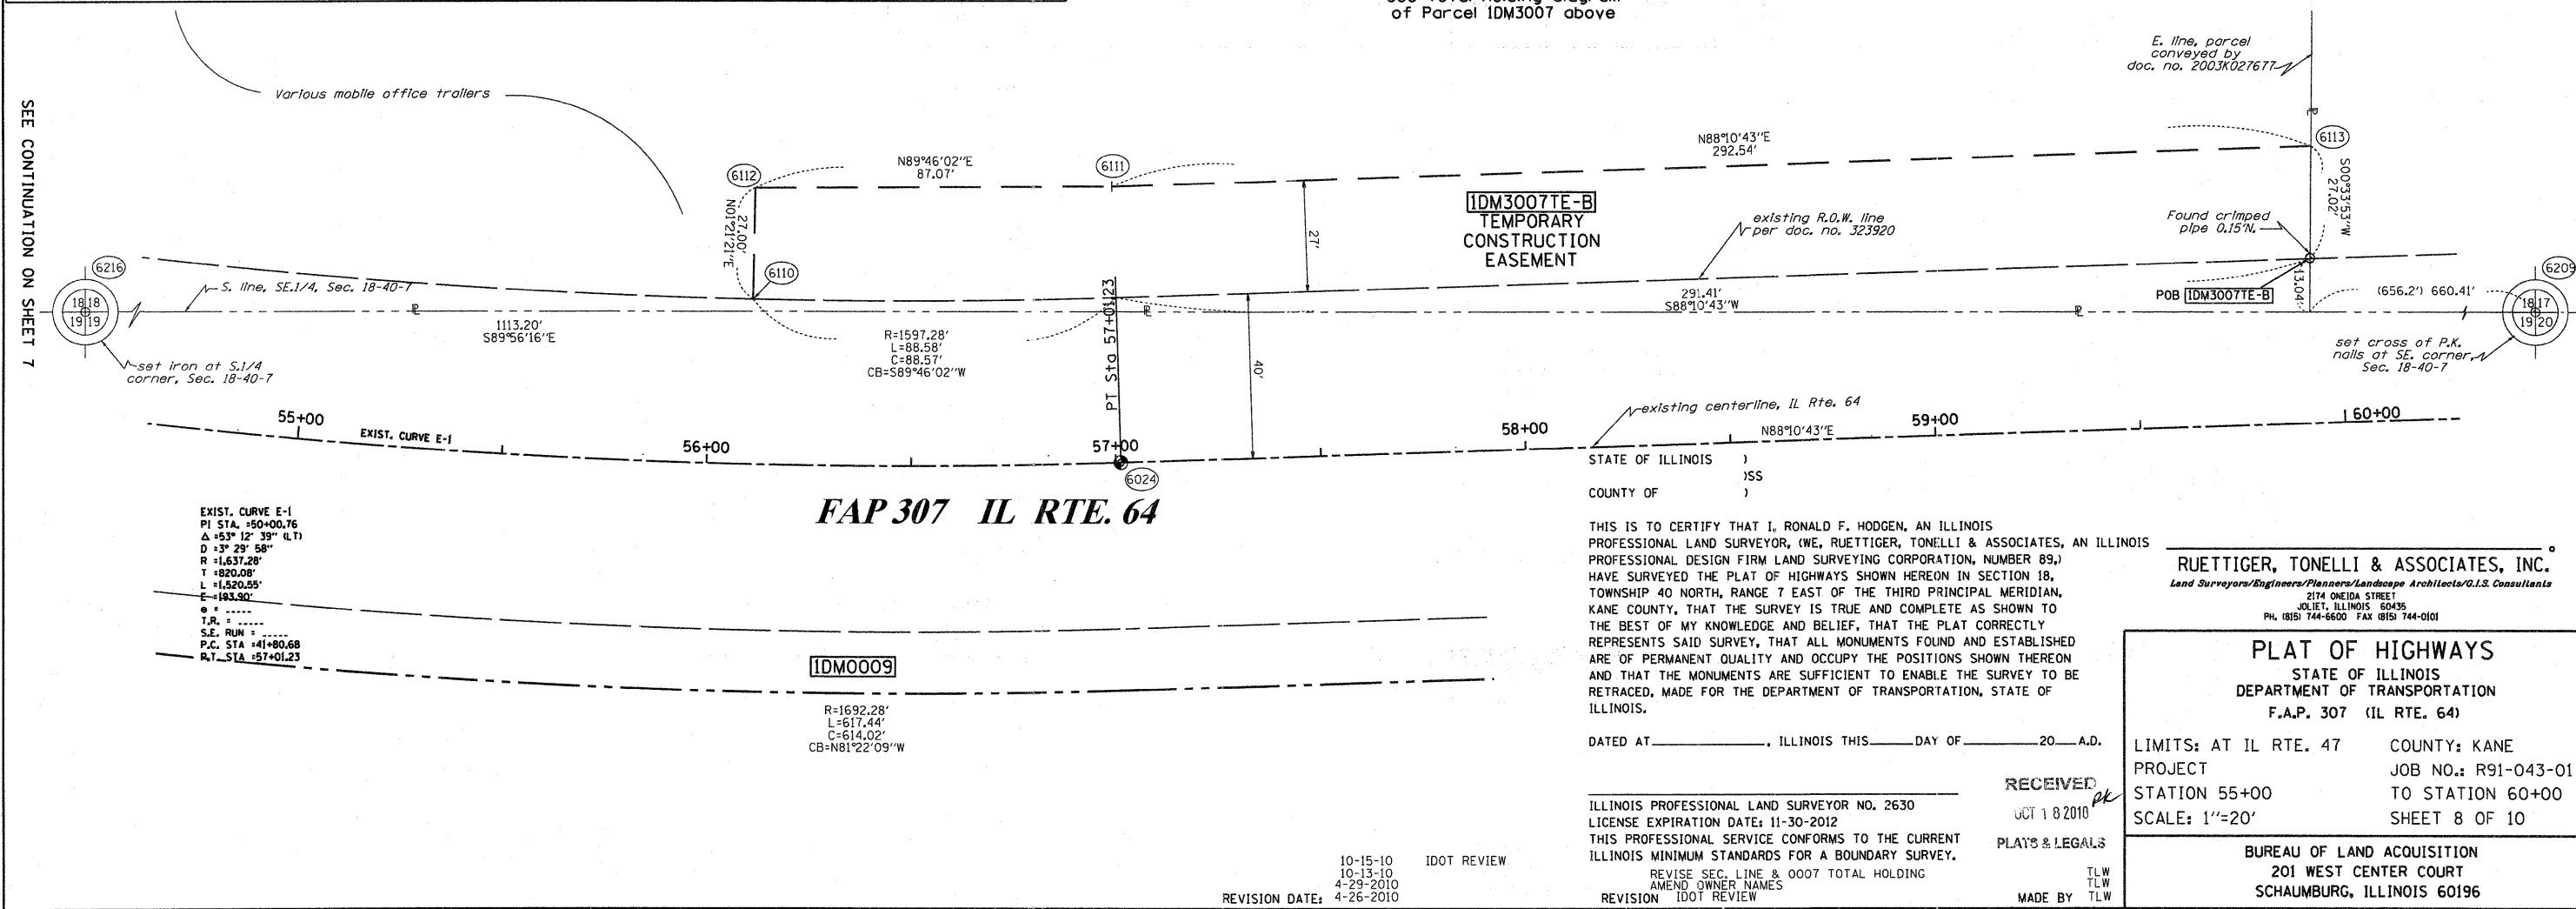 of Parcel 1DM3007 above
E. line, parcel
conveyed by
doc. no. 2003K027677
Various mobile office trailers
SEE CONTINUATION ON SHEET 7
6112
N89°46'02"E
87.07'
6111
N88°10'43"E
292.54'
6113
S00°33'53"W
27.02'
N01°21'21"E
27.00'
27'
1DM3007TE-B
TEMPORARY
CONSTRUCTION
EASEMENT
existing R.O.W. line
per doc. no. 323920
Found crimped
pipe 0.15'N.
6216
6110
6209
S. line, SE.1/4, Sec. 18-40-7
18 18
19 19
1113.20'
S89°56'16"E
R=1597.28'
L=88.58'
C=88.57'
CB=S89°46'02"W
PT Sta 57+01.23
291.41'
S88°10'43"W
POB 1DM3007TE-B
13.04'
(656.2') 660.41'
18 17
19 20
set iron at S.1/4
corner, Sec. 18-40-7
set cross of P.K.
nails at SE. corner,
Sec. 18-40-7
40'
55+00
EXIST. CURVE E-1
56+00
57+00
58+00
existing centerline, IL Rte. 64
N88°10'43"E
59+00
60+00
6024
FAP 307 IL RTE. 64
EXIST. CURVE E-1
PI STA. =50+00.76
Δ =53° 12' 39" (LT)
D =3° 29' 58"
R =1,637.28'
T =820.08'
L =1,520.55'
E =193.90'
e = .....
T.R. = .....
S.E. RUN = .....
P.C. STA =41+80.68
P.T. STA =57+01.23
1DM0009
R=1692.28'
L=617.44'
C=614.02'
CB=N81°22'09"W
STATE OF ILLINOIS )
)SS
COUNTY OF )
THIS IS TO CERTIFY THAT I, RONALD F. HODGEN, AN ILLINOIS
PROFESSIONAL LAND SURVEYOR, (WE, RUETTIGER, TONELLI & ASSOCIATES, AN ILLINOIS
PROFESSIONAL DESIGN FIRM LAND SURVEYING CORPORATION, NUMBER 89,)
HAVE SURVEYED THE PLAT OF HIGHWAYS SHOWN HEREON IN SECTION 18,
TOWNSHIP 40 NORTH, RANGE 7 EAST OF THE THIRD PRINCIPAL MERIDIAN,
KANE COUNTY, THAT THE SURVEY IS TRUE AND COMPLETE AS SHOWN TO
THE BEST OF MY KNOWLEDGE AND BELIEF, THAT THE PLAT CORRECTLY
REPRESENTS SAID SURVEY, THAT ALL MONUMENTS FOUND AND ESTABLISHED
ARE OF PERMANENT QUALITY AND OCCUPY THE POSITIONS SHOWN THEREON
AND THAT THE MONUMENTS ARE SUFFICIENT TO ENABLE THE SURVEY TO BE
RETRACED, MADE FOR THE DEPARTMENT OF TRANSPORTATION, STATE OF
ILLINOIS.
DATED AT____________, ILLINOIS THIS_____DAY OF________20___A.D.
ILLINOIS PROFESSIONAL LAND SURVEYOR NO. 2630
LICENSE EXPIRATION DATE: 11-30-2012
THIS PROFESSIONAL SERVICE CONFORMS TO THE CURRENT
ILLINOIS MINIMUM STANDARDS FOR A BOUNDARY SURVEY.
RECEIVED
OCT 18 2010
PLATS & LEGALS
10-15-10 IDOT REVIEW
10-13-10 REVISE SEC. LINE & 0007 TOTAL HOLDING TLW
4-29-2010 AMEND OWNER NAMES TLW
REVISION DATE: 4-26-2010 REVISION IDOT REVIEW MADE BY TLW
RUETTIGER, TONELLI & ASSOCIATES, INC.
Land Surveyors/Engineers/Planners/Landscape Architects/G.I.S. Consultants
2174 ONEIDA STREET
JOLIET, ILLINOIS 60435
PH. (815) 744-6600 FAX (815) 744-0101
PLAT OF HIGHWAYS
STATE OF ILLINOIS
DEPARTMENT OF TRANSPORTATION
F.A.P. 307 (IL RTE. 64)
LIMITS: AT IL RTE. 47 COUNTY: KANE
PROJECT JOB NO.: R91-043-01
STATION 55+00 TO STATION 60+00
SCALE: 1"=20' SHEET 8 OF 10
BUREAU OF LAND ACQUISITION
201 WEST CENTER COURT
SCHAUMBURG, ILLINOIS 60196